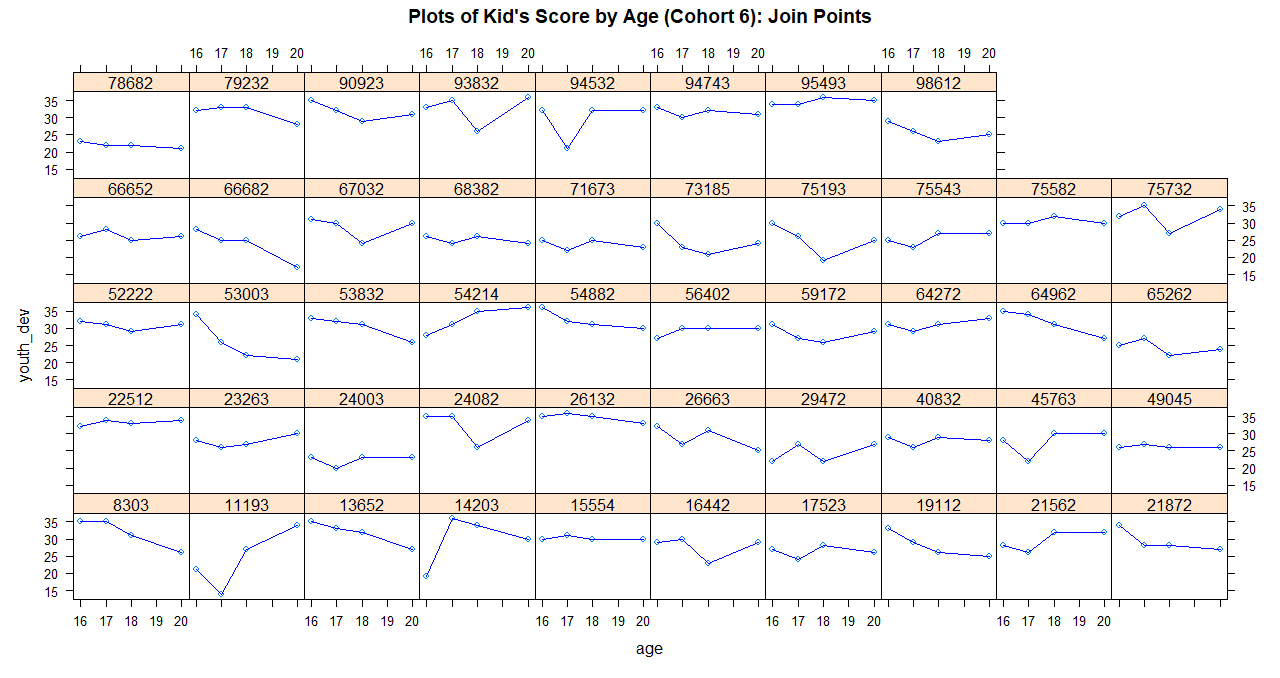 Plots of Kid's Score by Age (Cohort 6): Join Points
16 17 18 19 20 16 17 18 19 20 16 17 18 19 20 16 17 18 19 20
78682 79232 90923 93832 94532 94743 95493 98612
35
30
25
20
15
66652 66682 67032 68382 71673 73185 75193 75543 75582 75732
35
30
25
20
15
52222 53003 53832 54214 54882 56402 59172 64272 64962 65262
35
30
25
20
15
youth_dev
22512 23263 24003 24082 26132 26663 29472 40832 45763 49045
35
30
25
20
15
8303 11193 13652 14203 15554 16442 17523 19112 21562 21872
35
30
25
20
15
16 17 18 19 20 16 17 18 19 20 16 17 18 19 20 16 17 18 19 20 16 17 18 19 20
age